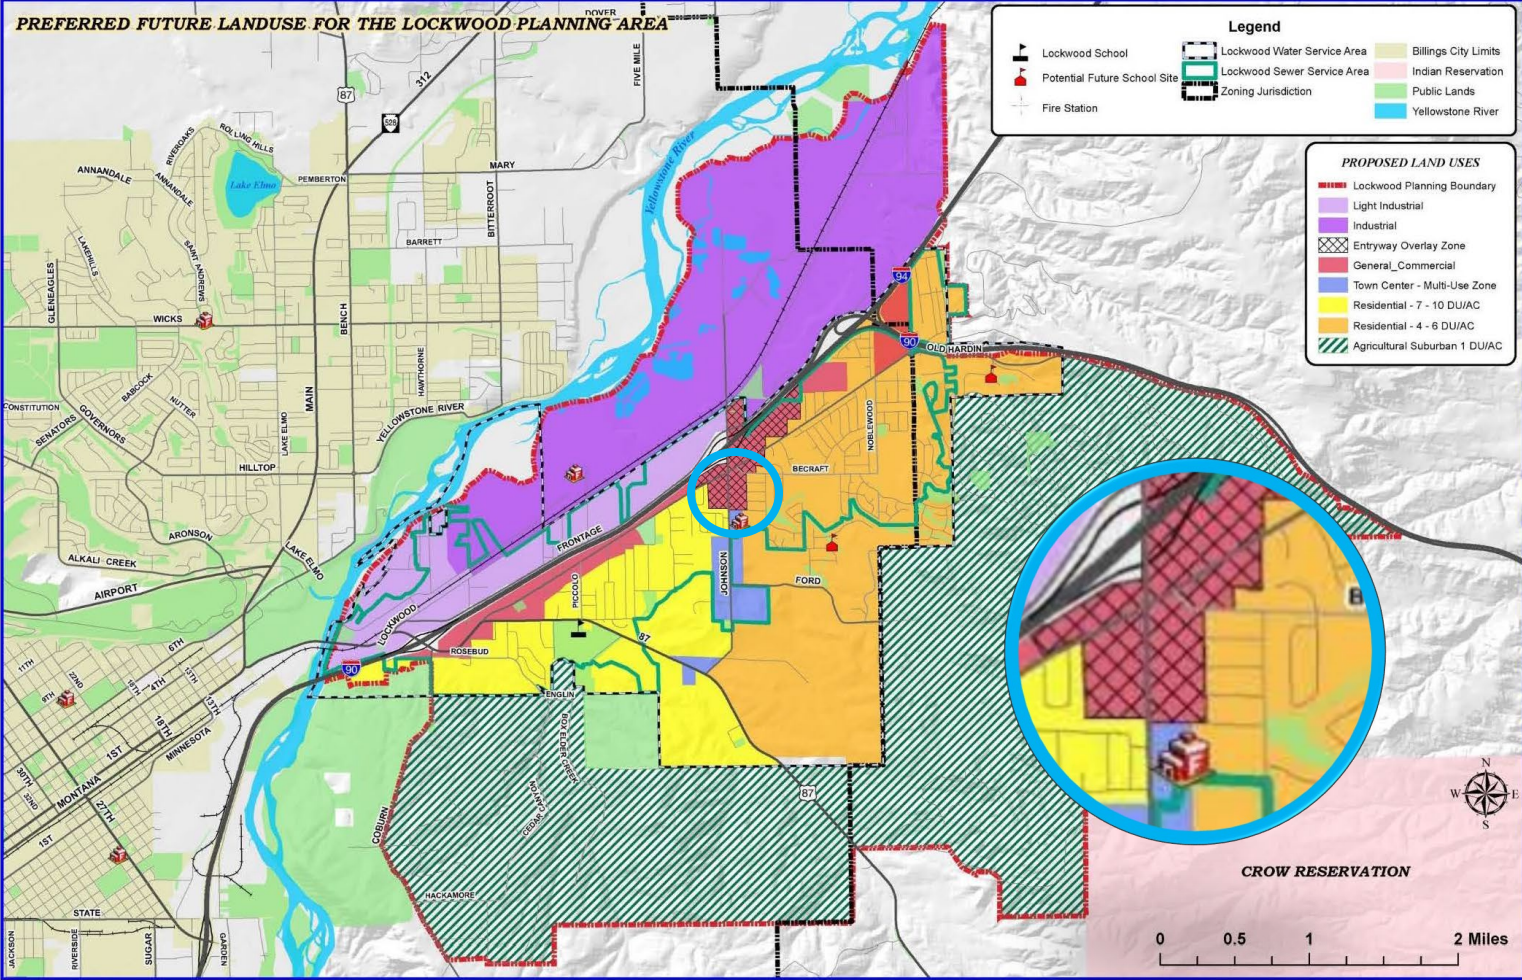 PREFERRED FUTURE LANDUSE FOR THE LOCKWOOD PLANNING AREA
DOVER
Legend
Lockwood School
Potential Future School Site
Fire Station
Lockwood Water Service Area
Lockwood Sewer Service Area
Zoning Jurisdiction
Billings City Limits
Indian Reservation
Public Lands
Yellowstone River
PROPOSED LAND USES
Lockwood Planning Boundary
Light Industrial
Industrial
Entryway Overlay Zone
General_Commercial
Town Center - Multi-Use Zone
Residential - 7 - 10 DU/AC
Residential - 4 - 6 DU/AC
Agricultural Suburban 1 DU/AC
FIVE MILE
312
87
528
ROLLING HILLS
RIVEROAKS
ANNANDALE
ANNANDALE
Lake Elmo
PEMBERTON
MARY
BITTERROOT
Yellowstone River
BARRETT
LAKEHILLS
SAINT ANDREWS
GLENEAGLES
WICKS
BENCH
MAIN
HAWTHORNE
BABCOCK
NUTTER
CONSTITUTION
GOVERNORS
SENATORS
LAKE ELMO
YELLOWSTONE RIVER
HILLTOP
94
90
OLD HARDIN
NOBLEWOOD
BECRAFT
ARONSON
ALKALI CREEK
LAKE ELMO
AIRPORT
FRONTAGE
PICCOLO
JOHNSON
FORD
LOCKWOOD
87
ROSEBUD
90
ENGLIN
BOX ELDER CREEK
CEDAR CANYON
COBURN
HACKAMORE
87
6TH
4TH
11TH
9TH
22ND
15TH
13TH
13TH
18TH
1ST
MINNESOTA
MONTANA
30TH
32ND
27TH
1ST
STATE
JACKSON
RIVERSIDE
SUGAR
GARDEN
B
F
N
W
E
S
CROW RESERVATION
0 0.5 1 2 Miles